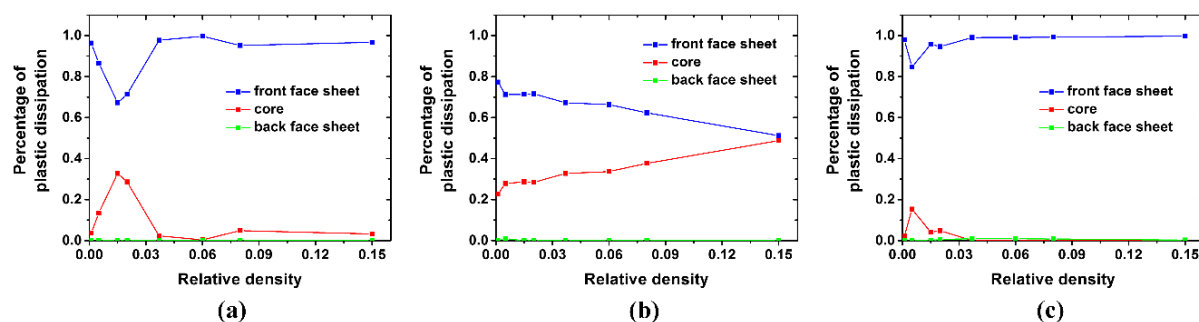 Percentage of
plastic dissipation
1.0
0.8
0.6
0.4
0.2
0.0
front face sheet
core
back face sheet
0.00 0.03 0.06 0.09 0.12 0.15
Relative density
(a)
Percentage of
plastic dissipation
1.0
0.8
0.6
0.4
0.2
0.0
front face sheet
core
back face sheet
0.00 0.03 0.06 0.09 0.12 0.15
Relative density
(b)
Percentage of
plastic dissipation
1.0
0.8
0.6
0.4
0.2
0.0
front face sheet
core
back face sheet
0.00 0.03 0.06 0.09 0.12 0.15
Relative density
(c)